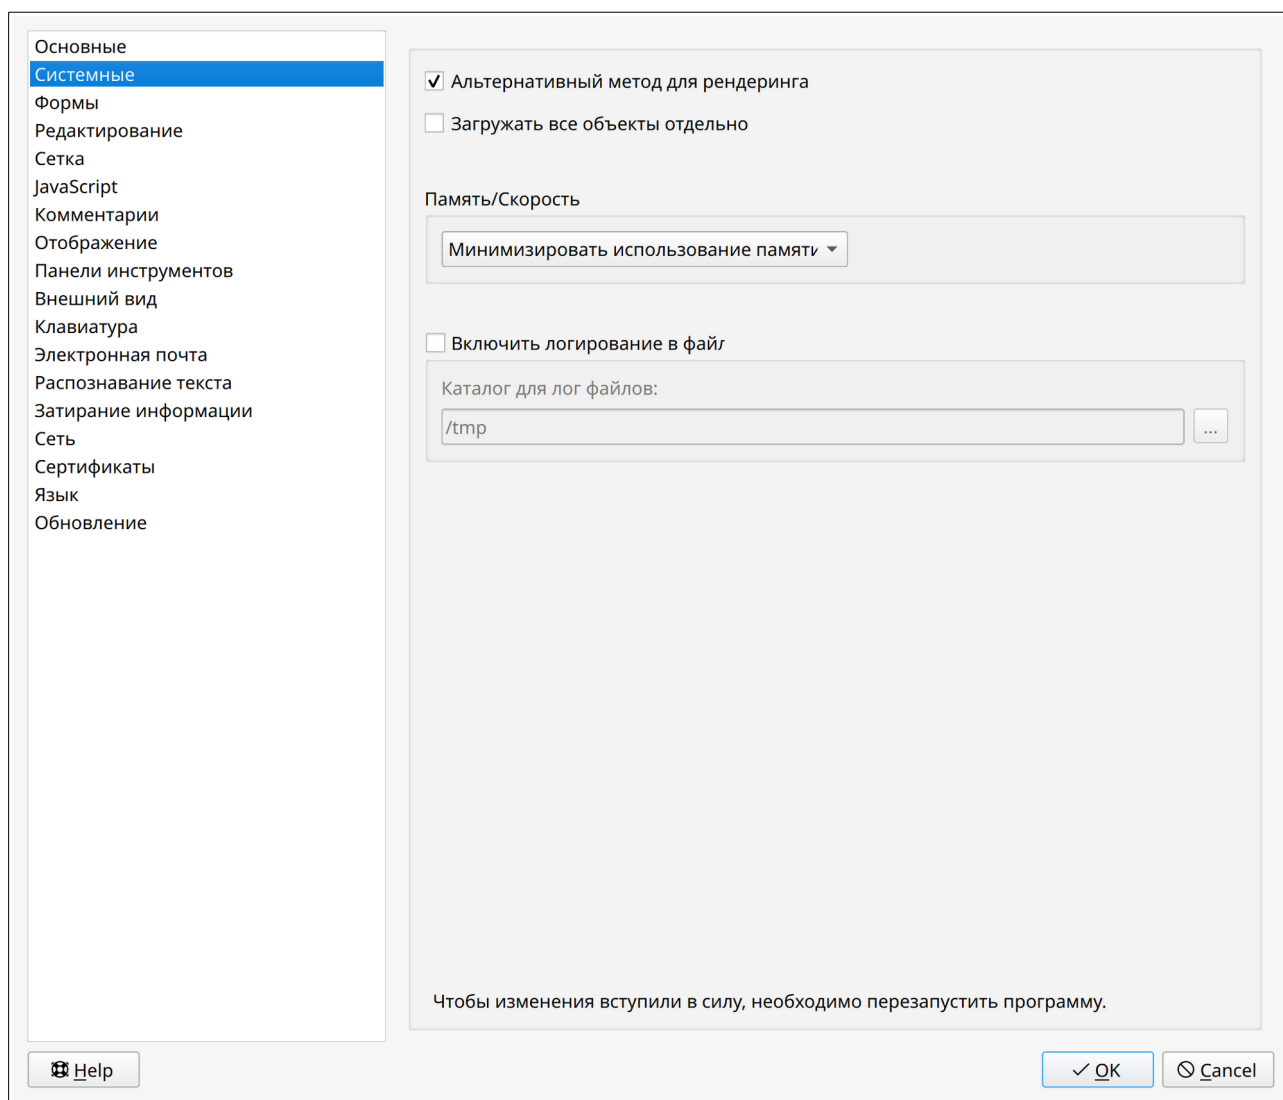 Основные
Системные
Формы
Редактирование
Сетка
JavaScript
Комментарии
Отображение
Панели инструментов
Внешний вид
Клавиатура
Электронная почта
Распознавание текста
Затирание информации
Сеть
Сертификаты
Язык
Обновление
Альтернативный метод для рендеринга
Загружать все объекты отдельно
Память/Скорость
Минимизировать использование памяти
Включить логирование в файл
Каталог для лог файлов:
/tmp
...
Чтобы изменения вступили в силу, необходимо перезапустить программу.
Help
OK
Cancel